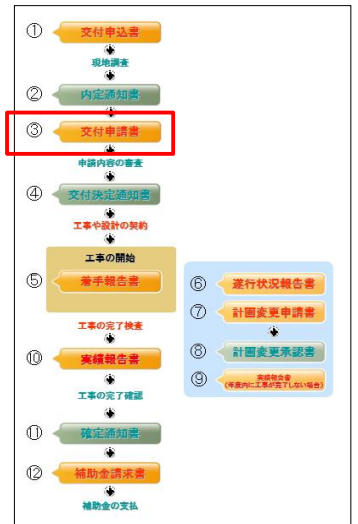 ① 交付申込書
現地調査
② 内定通知書
③ 交付申請書
申請内容の審査
④ 交付決定通知書
工事や設計の契約
工事の開始
⑤ 着手報告書
工事の完了検査
⑩ 実績報告書
工事の完了確認
⑪ 確定通知書
⑫ 補助金請求書
補助金の支払
⑥ 遂行状況報告書
⑦ 計画変更申請書
⑧ 計画変更承認書
⑨ 実績報告書
(年度内に工事が完了しない場合)